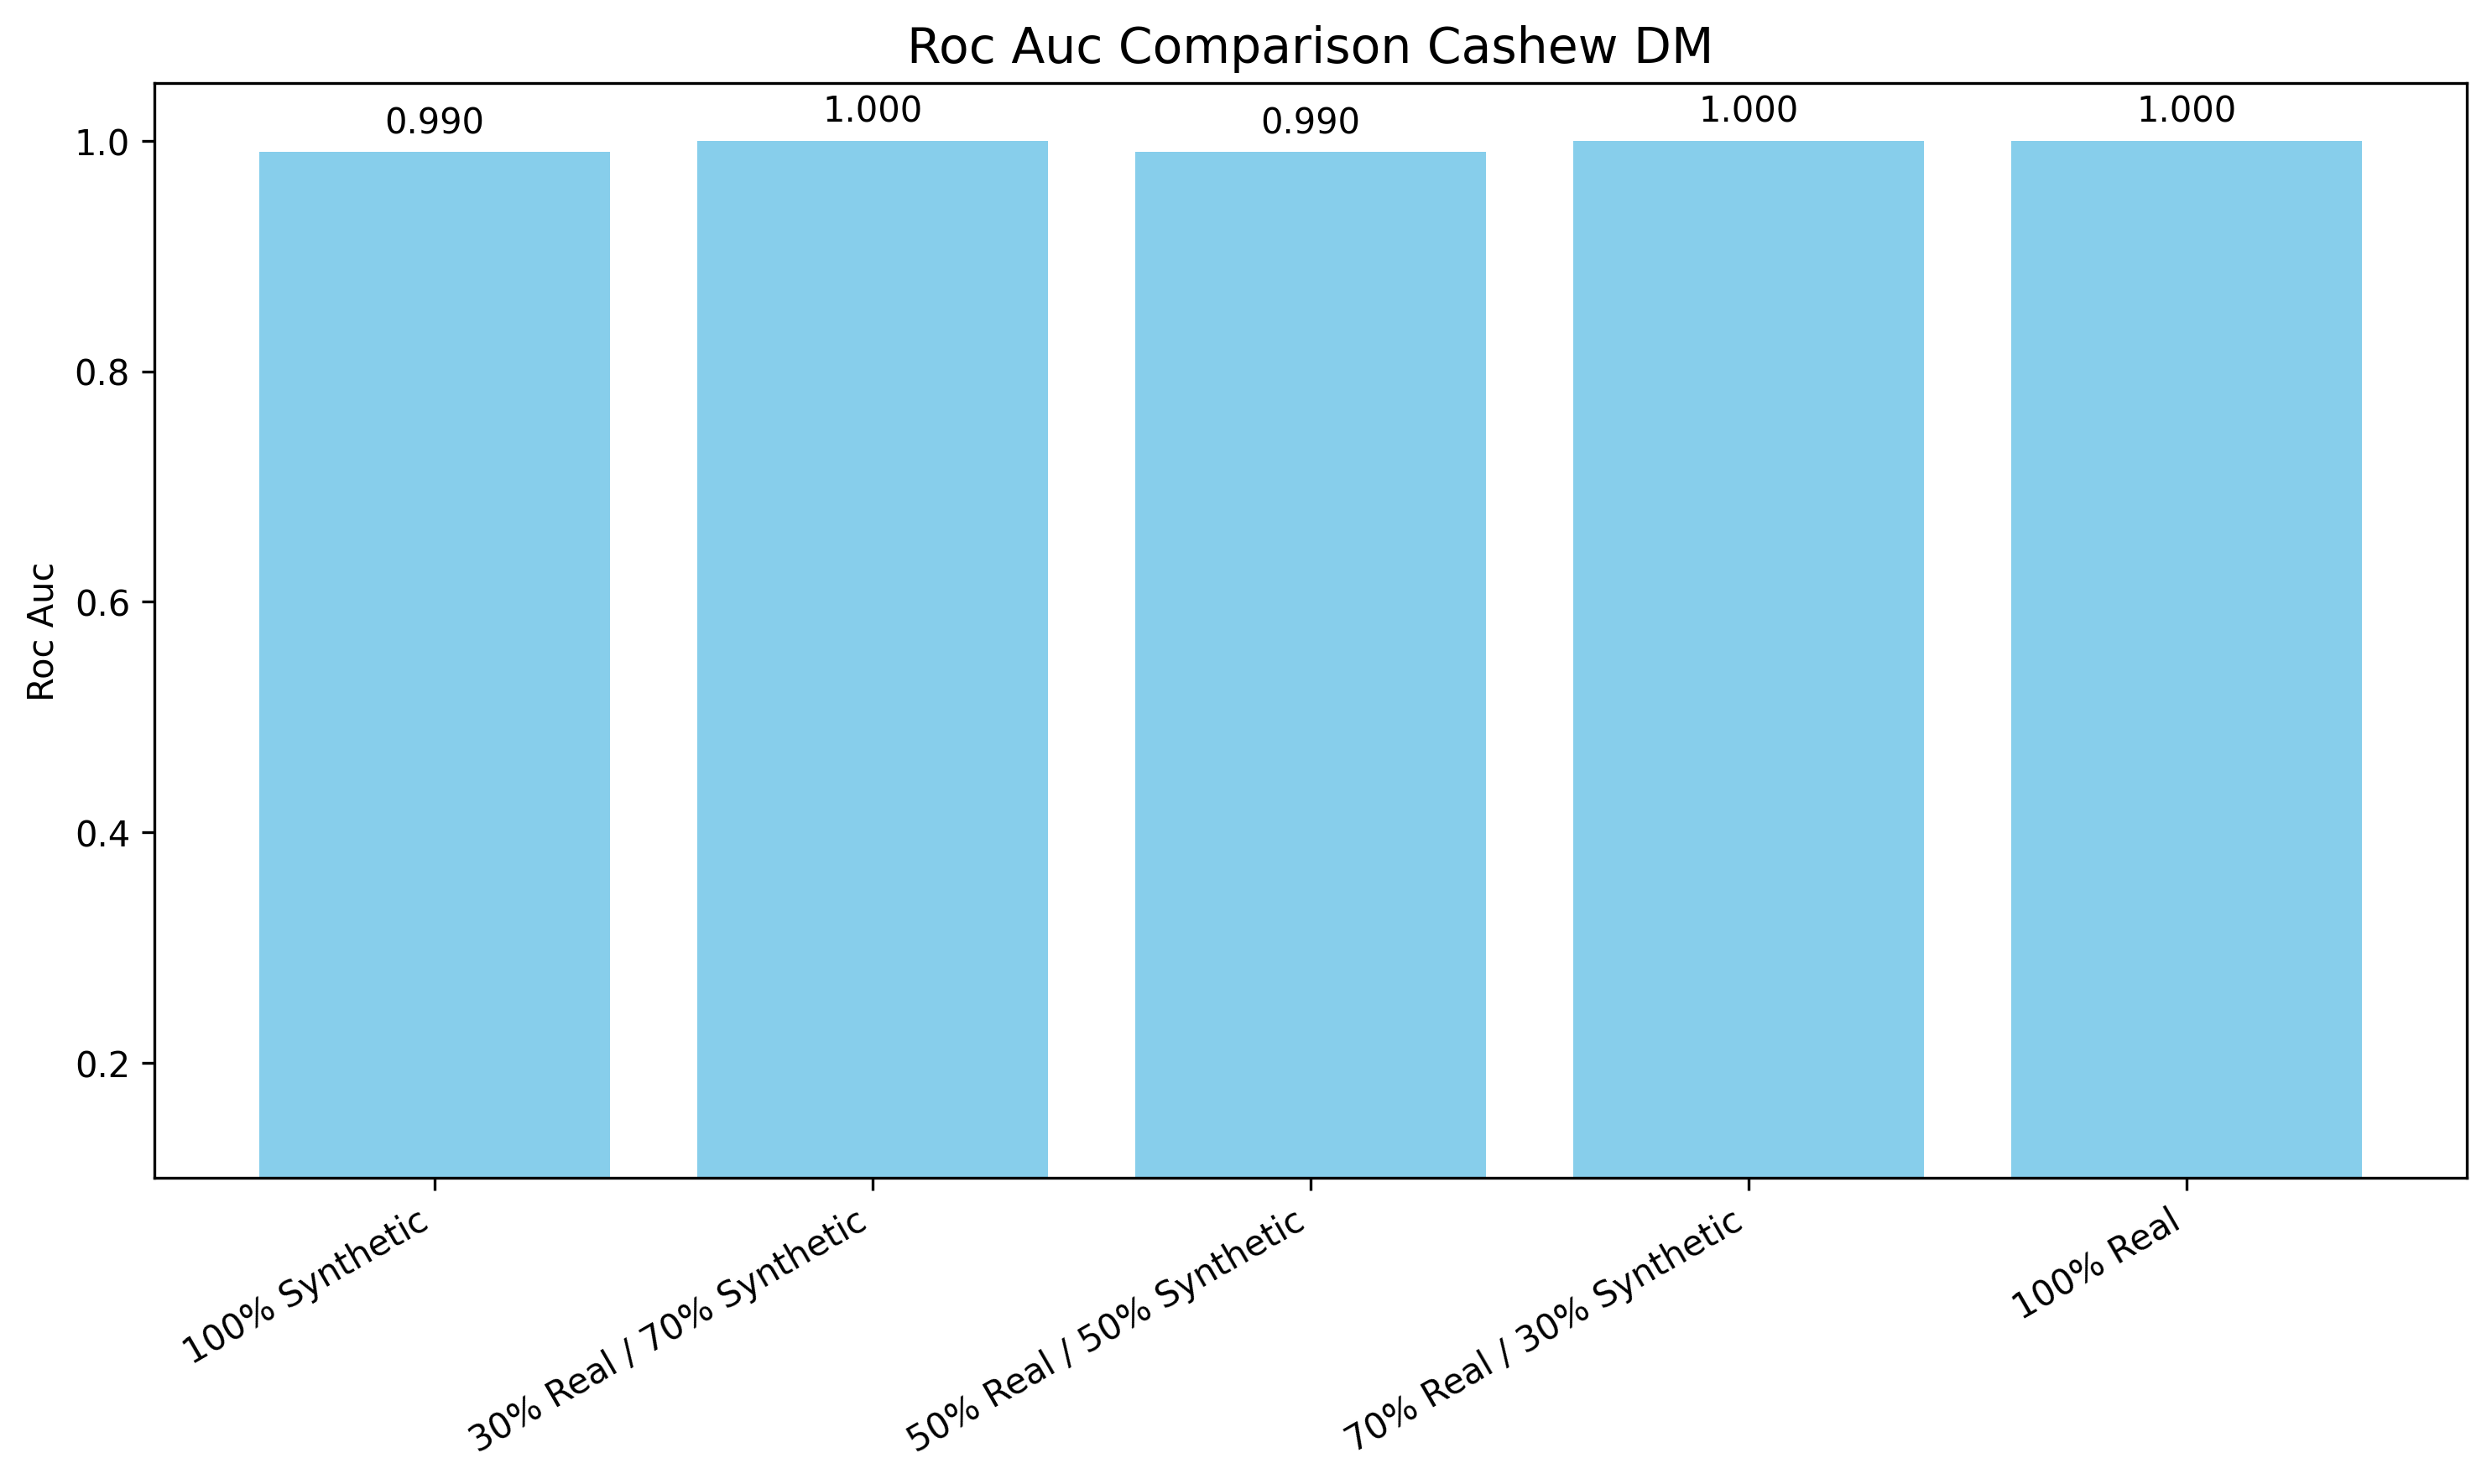 Roc Auc Comparison Cashew DM
0.990
1.000
0.990
1.000
1.000
1.0
0.8
0.6
0.4
0.2
Roc Auc
100% Synthetic
30% Real / 70% Synthetic
50% Real / 50% Synthetic
70% Real / 30% Synthetic
100% Real